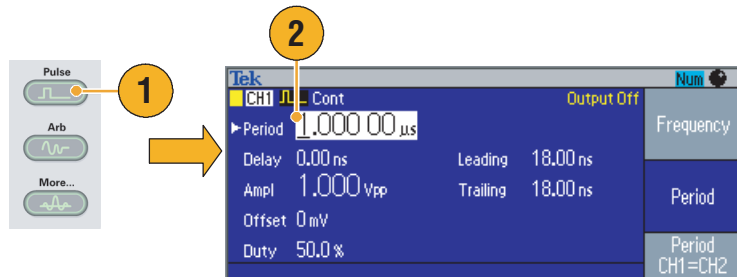 2
Pulse
1
Arb
More...
Tek
Num
CH1 Cont Output Off
Period 1.000 00 µs
Delay 0.00 ns Leading 18.00 ns
Ampl 1.000 Vpp Trailing 18.00 ns
Offset 0 mV
Duty 50.0 %
Frequency
Period
Period
CH1=CH2